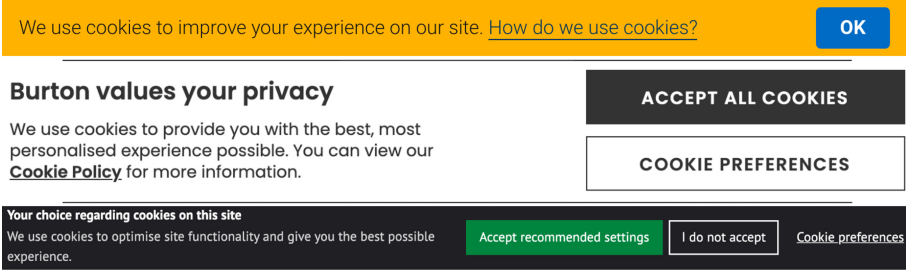 We use cookies to improve your experience on our site. How do we use cookies?
OK
Burton values your privacy
We use cookies to provide you with the best, most
personalised experience possible. You can view our
Cookie Policy for more information.
ACCEPT ALL COOKIES
COOKIE PREFERENCES
Your choice regarding cookies on this site
We use cookies to optimise site functionality and give you the best possible
experience.
Accept recommended settings
I do not accept
Cookie preferences